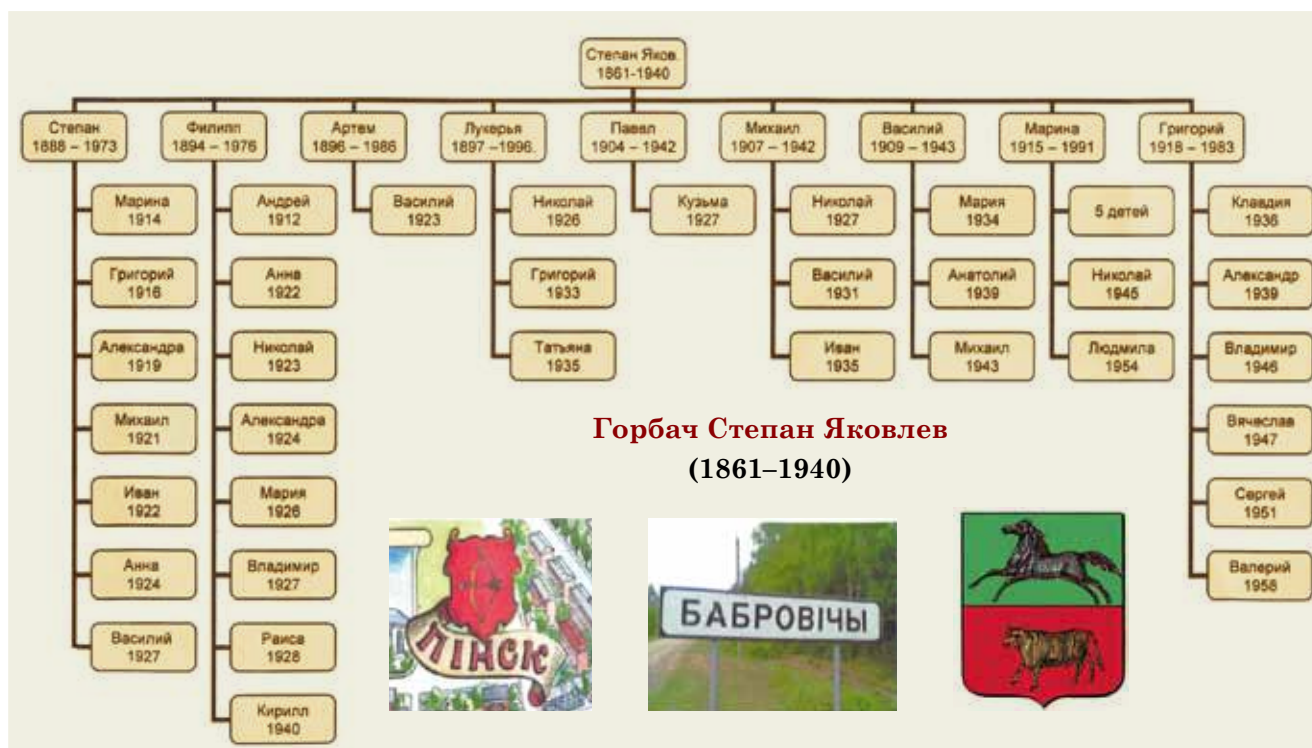 Степан Яков.
1861-1940
Степан
1888 – 1973
Филипп
1894 – 1976
Артем
1896 – 1986
Лукерья
1897 –1996.
Павел
1904 – 1942
Михаил
1907 – 1942
Василий
1909 – 1943
Марина
1915 – 1991
Григорий
1918 – 1983
Марина
1914
Андрей
1912
Василий
1923
Николай
1926
Кузьма
1927
Николай
1927
Мария
1934
5 детей
Клавдия
1936
Григорий
1916
Анна
1922
Григорий
1933
Василий
1931
Анатолий
1939
Николай
1945
Александр
1939
Александра
1919
Николай
1923
Татьяна
1935
Иван
1935
Михаил
1943
Людмила
1954
Владимир
1946
Михаил
1921
Александра
1924
Вячеслав
1947
Горбач Степан Яковлев
(1861–1940)
Иван
1922
Мария
1926
Сергей
1951
Анна
1924
Владимир
1927
Валерий
1958
Василий
1927
Раиса
1928
Кирилл
1940
ПІНСК
БАБРОВІЧЫ